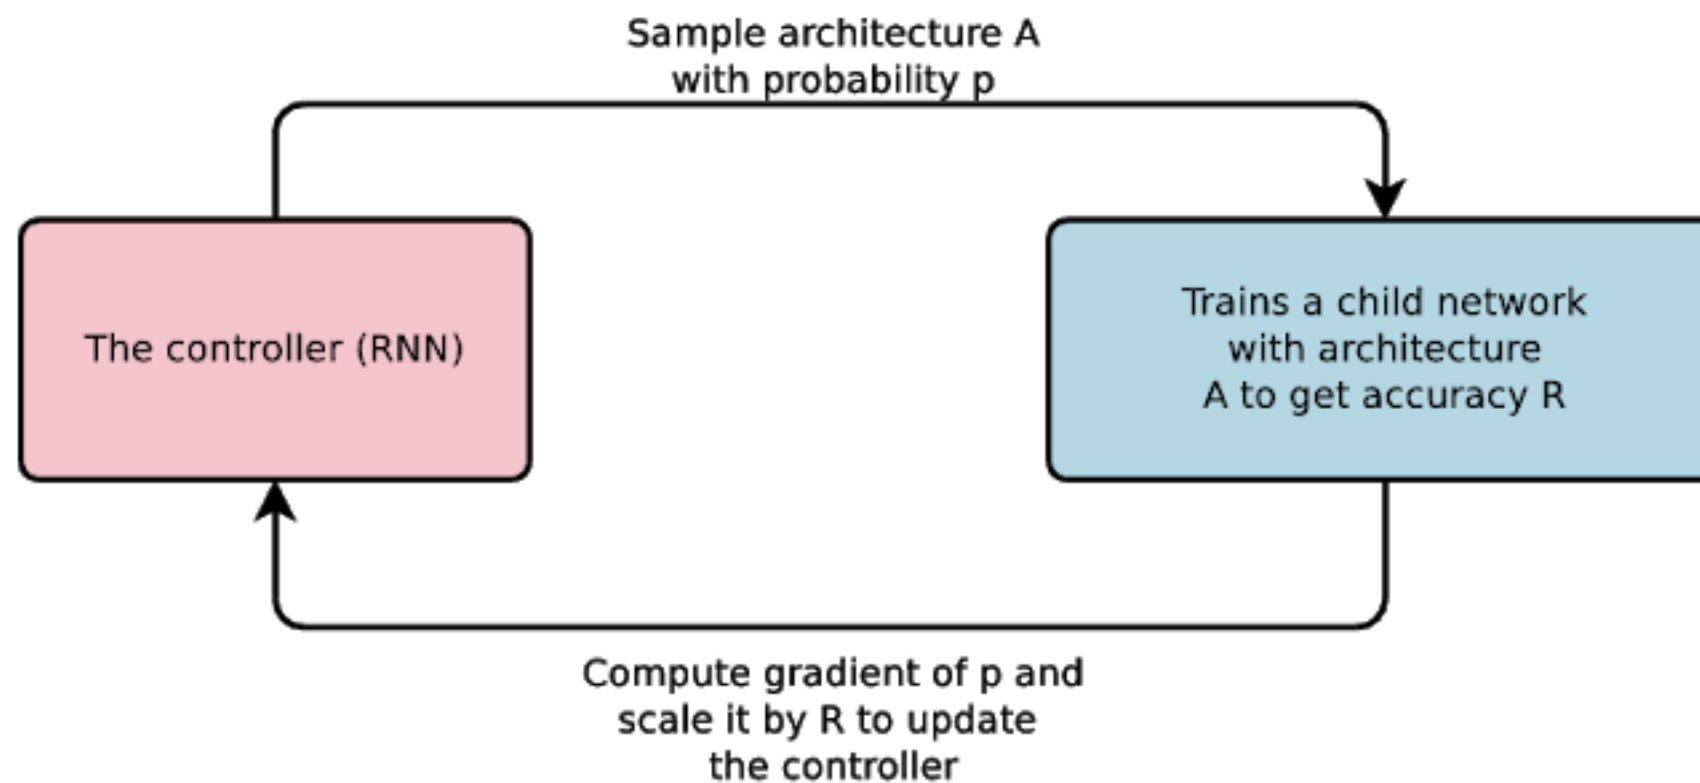 Sample architecture A
with probability p
The controller (RNN)
Trains a child network
with architecture
A to get accuracy R
Compute gradient of p and
scale it by R to update
the controller